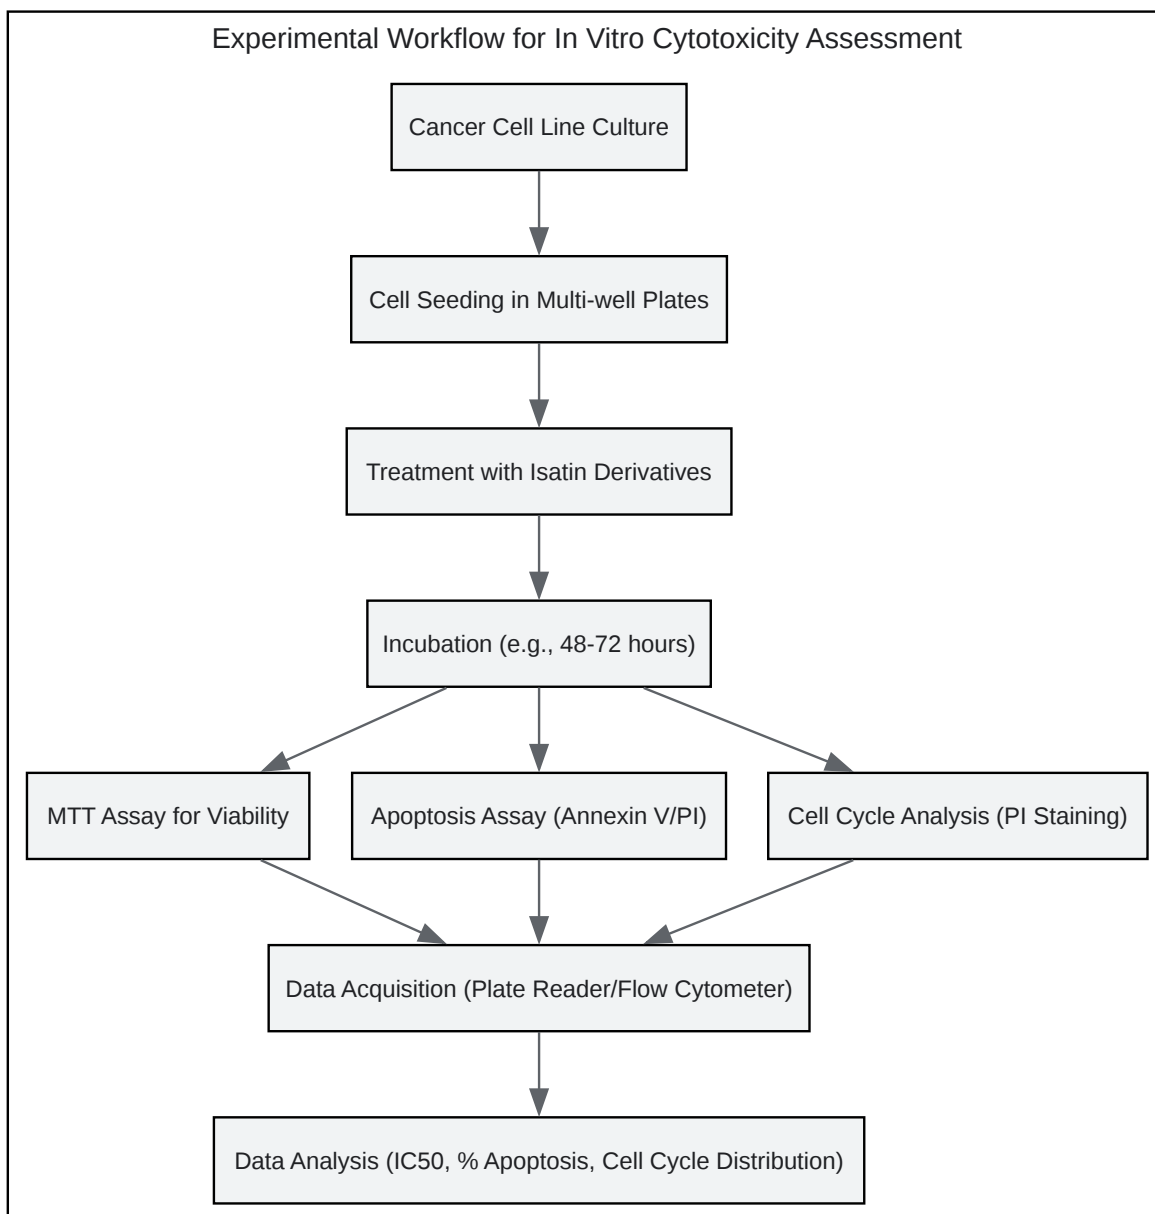 Experimental Workflow for In Vitro Cytotoxicity Assessment
Cancer Cell Line Culture
Cell Seeding in Multi-well Plates
Treatment with Isatin Derivatives
Incubation (e.g., 48-72 hours)
MTT Assay for Viability
Apoptosis Assay (Annexin V/PI)
Cell Cycle Analysis (PI Staining)
Data Acquisition (Plate Reader/Flow Cytometer)
Data Analysis (IC50, % Apoptosis, Cell Cycle Distribution)